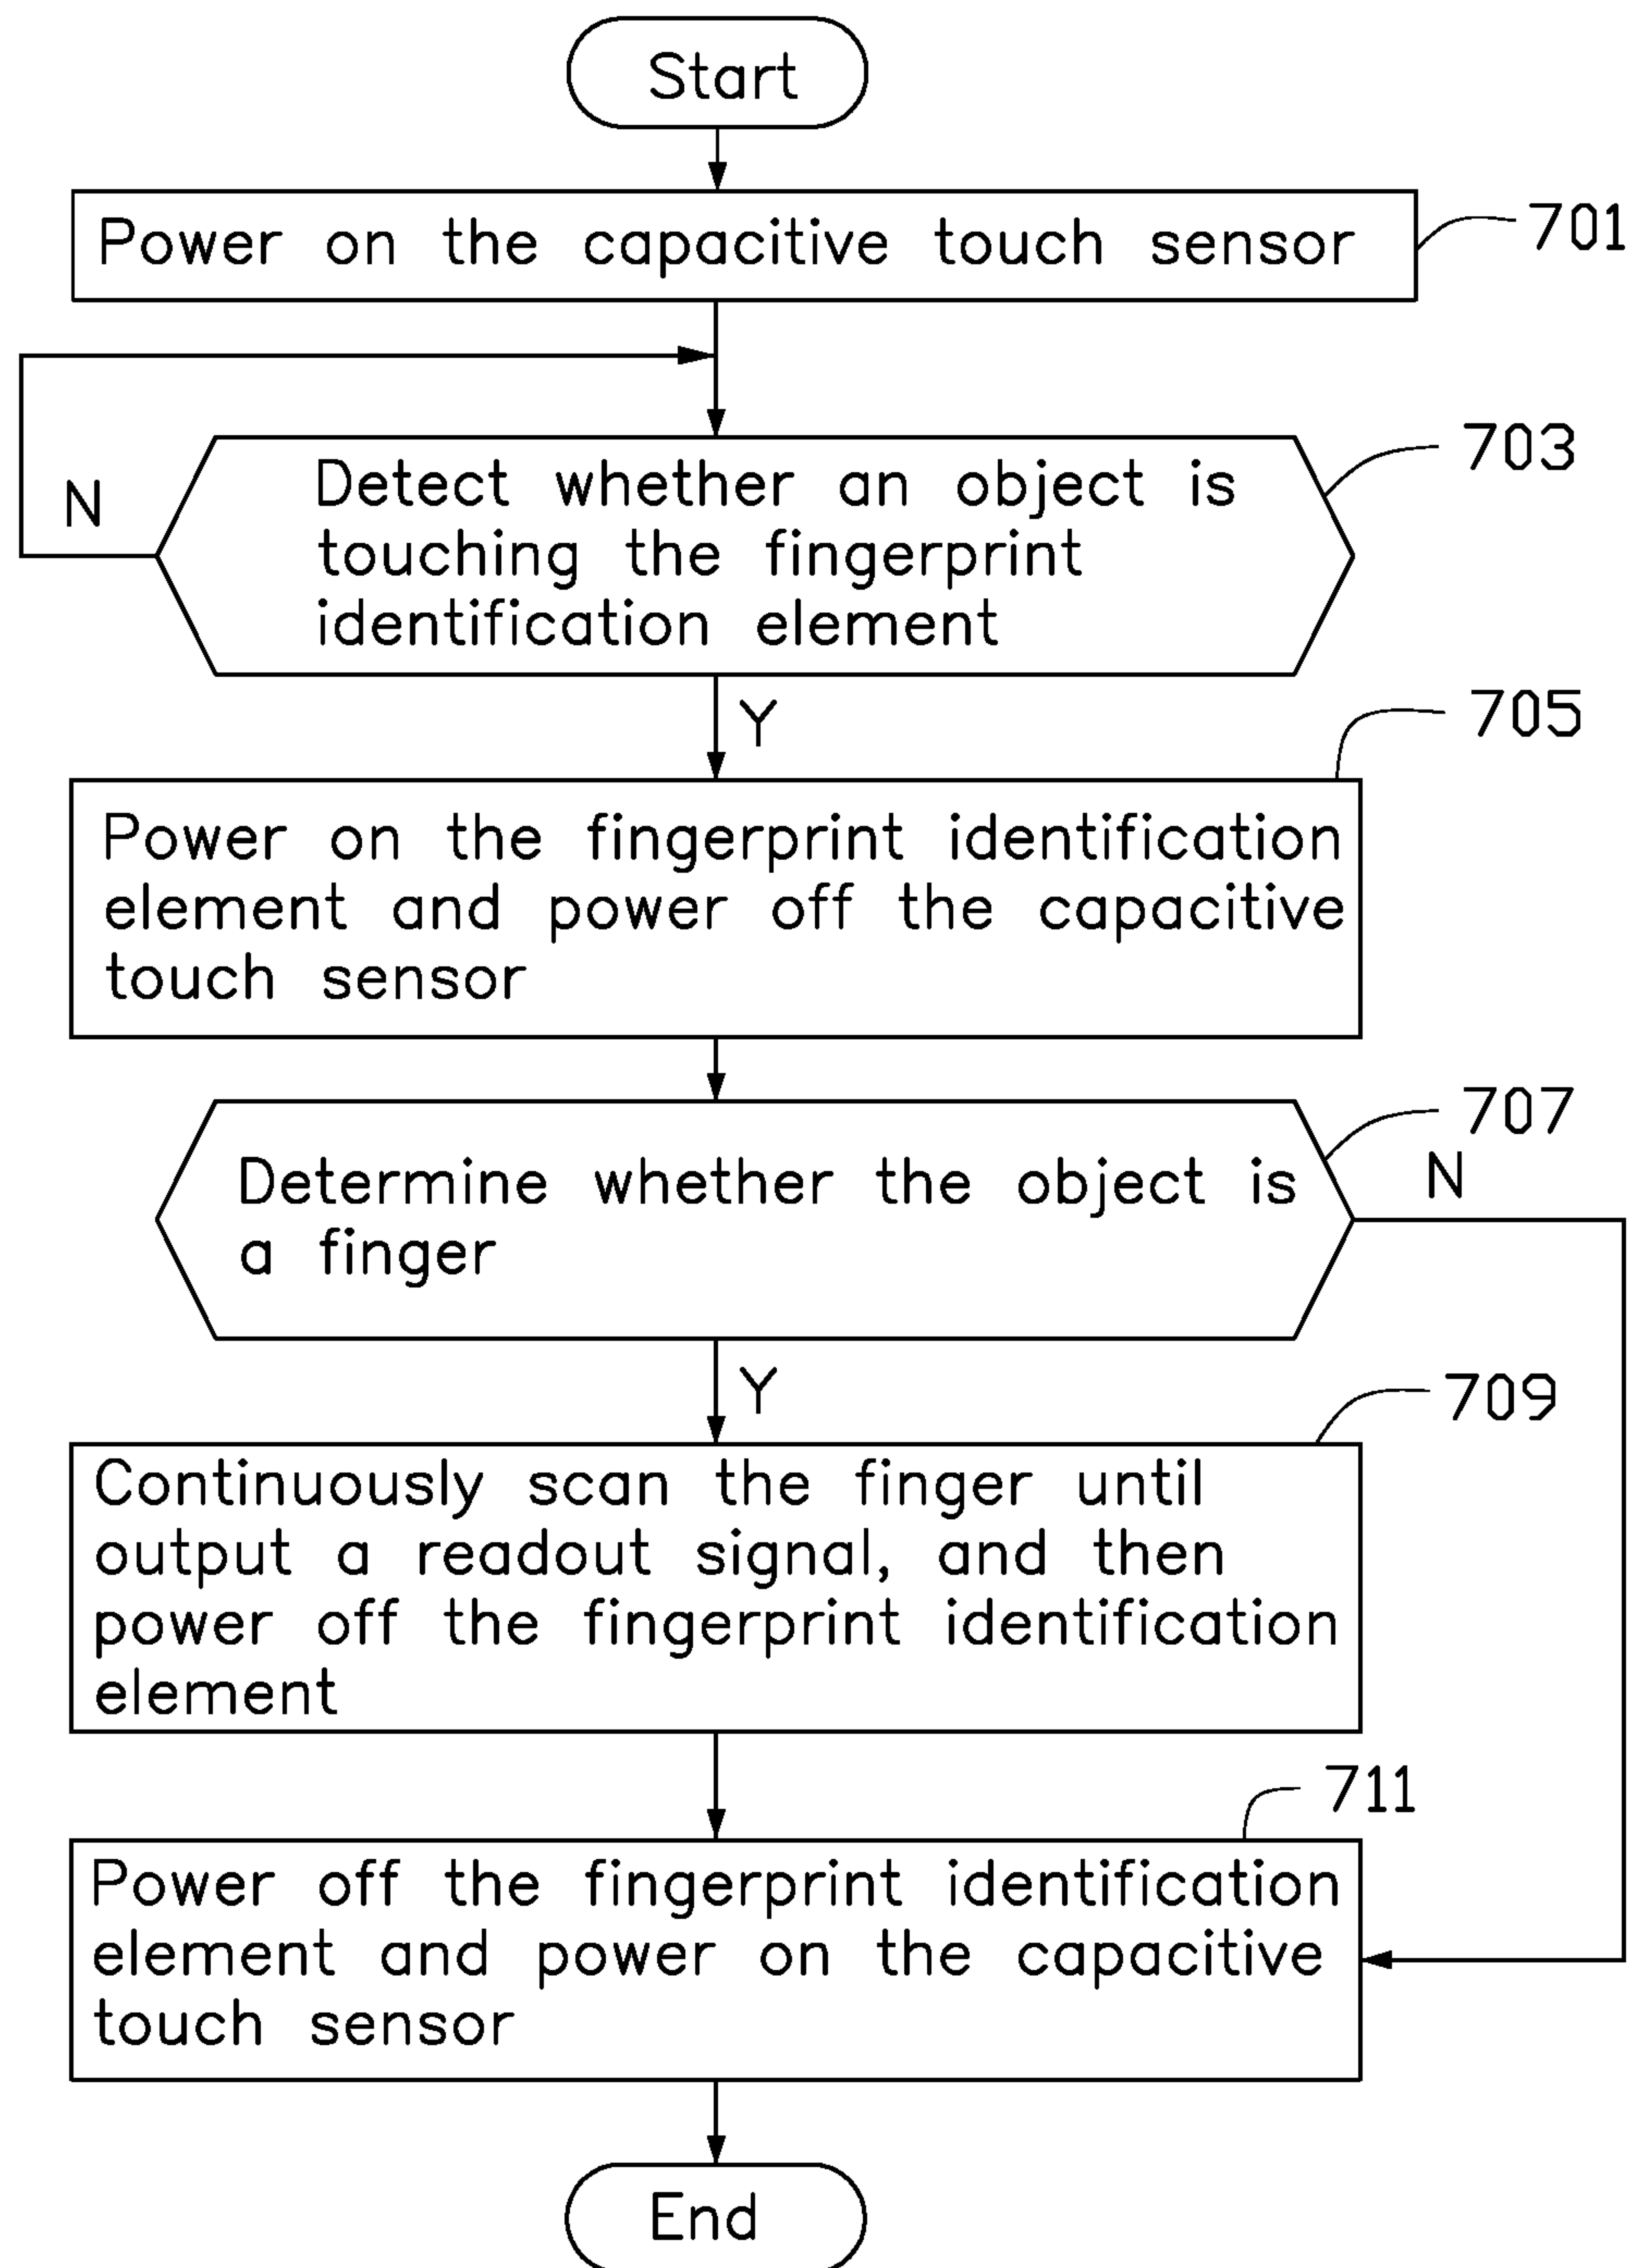 Start
Power on the capacitive touch sensor
701
703
Detect whether an object is
touching the fingerprint
identification element
N
Y
705
Power on the fingerprint identification
element and power off the capacitive
touch sensor
707
Determine whether the object is
a finger
N
Y
709
Continuously scan the finger until
output a readout signal, and then
power off the fingerprint identification
element
711
Power off the fingerprint identification
element and power on the capacitive
touch sensor
End